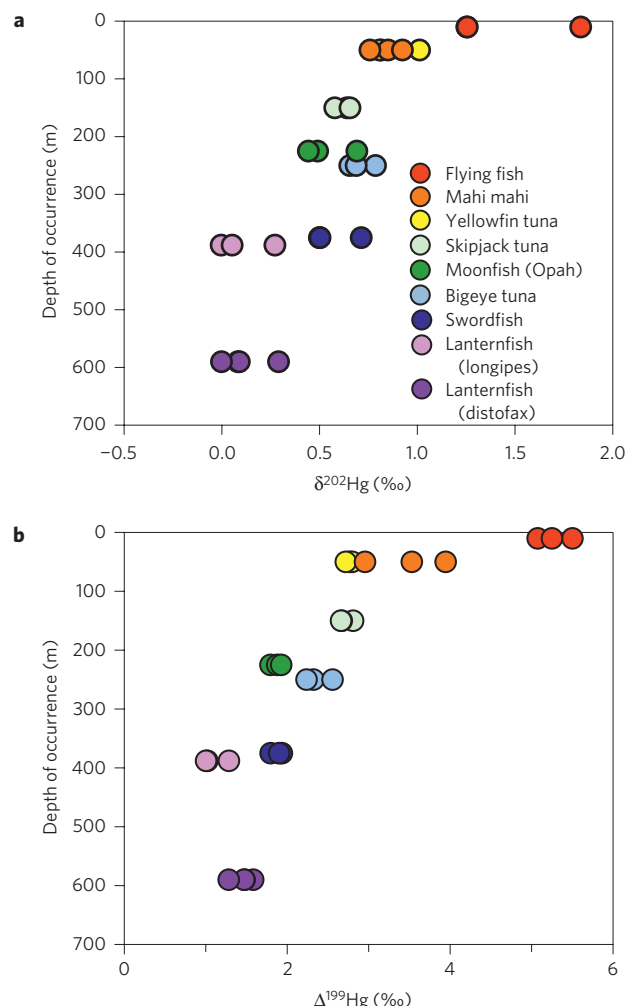 a
0
100
200
300
400
500
600
700
Depth of occurrence (m)
Flying fish
Mahi mahi
Yellowfin tuna
Skipjack tuna
Moonfish (Opah)
Bigeye tuna
Swordfish
Lanternfish
(longipes)
Lanternfish
(distofax)
−0.5 0.0 0.5 1.0 1.5 2.0
δ²⁰²Hg (‰)
b
0
100
200
300
400
500
600
700
Depth of occurrence (m)
0 2 4 6
Δ¹⁹⁹Hg (‰)